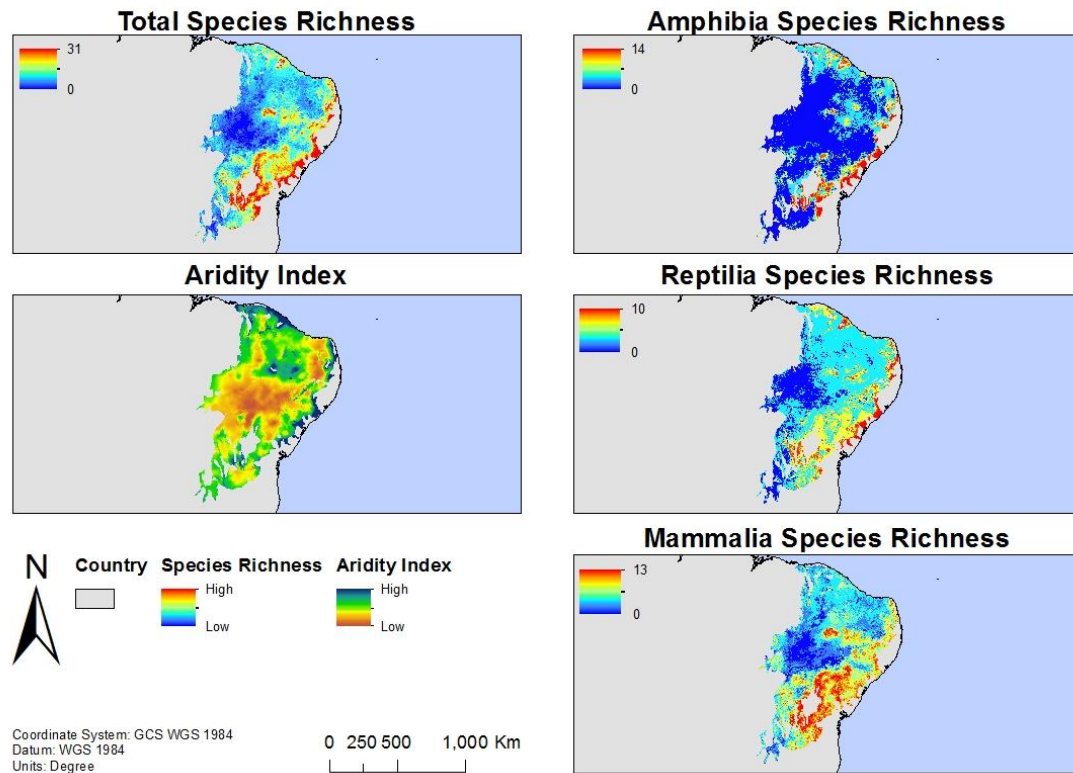 Total Species Richness
31
0
Amphibia Species Richness
14
0
Aridity Index
Reptilia Species Richness
10
0
Mammalia Species Richness
13
0
N
Country
Species Richness
High
Low
Aridity Index
High
Low
Coordinate System: GCS WGS 1984
Datum: WGS 1984
Units: Degree
0 250 500 1,000 Km